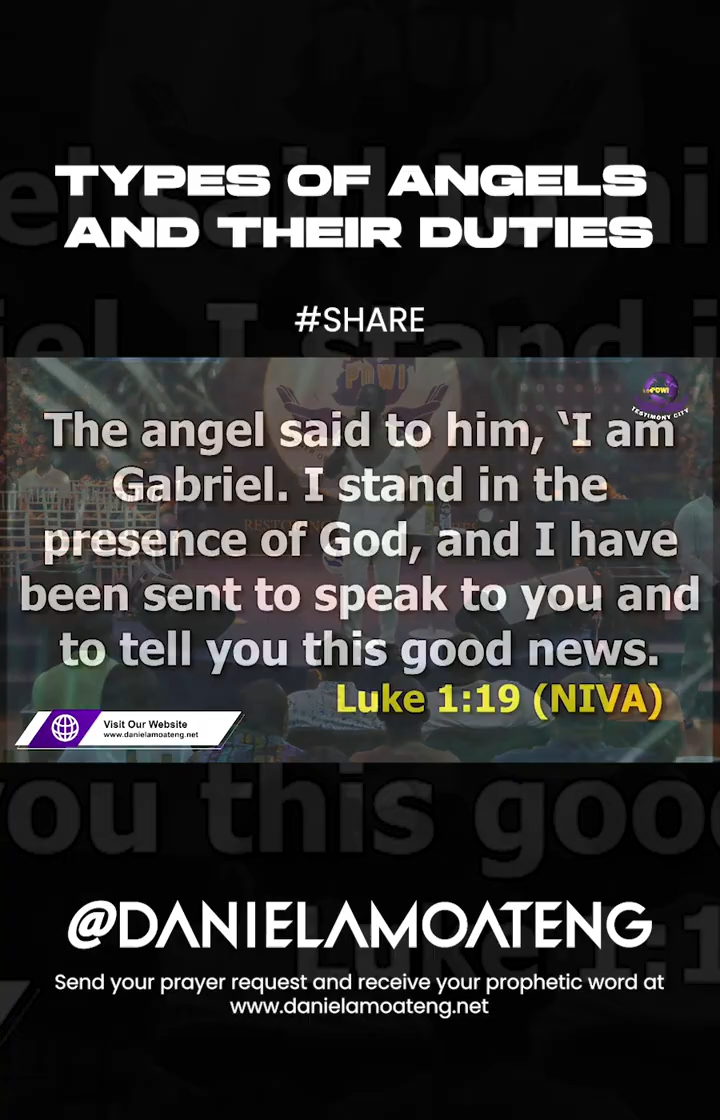 TYPES OF ANGELS
AND THEIR DUTIES
#SHARE
POWI
TESTIMONY CITY
The angel said to him, ‘I am
Gabriel. I stand in the
presence of God, and I have
been sent to speak to you and
to tell you this good news.
Luke 1:19 (NIVA)
Visit Our Website
www.danielamoateng.net
@DANIELAMOATENG
Send your prayer request and receive your prophetic word at
www.danielamoateng.net